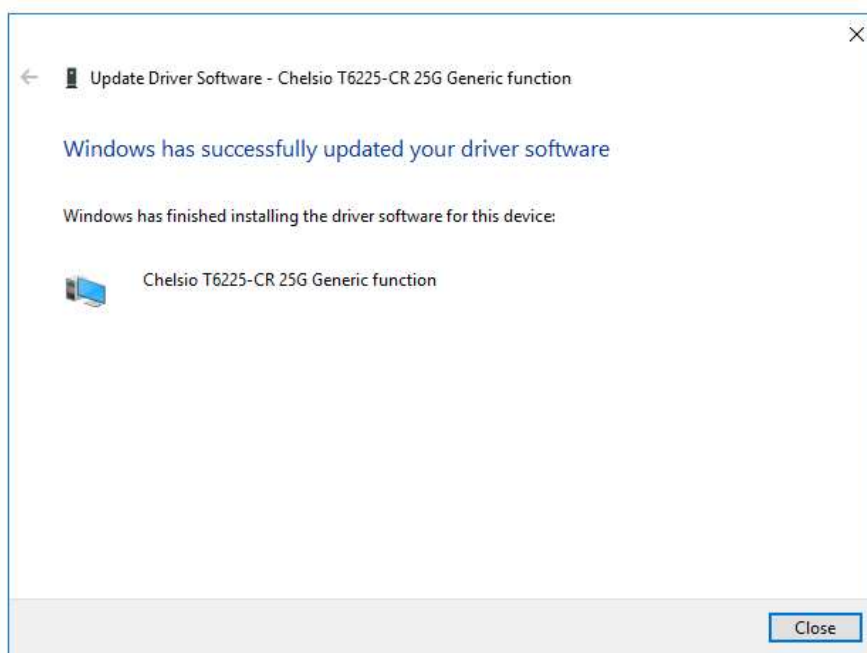 Update Driver Software - Chelsio T6225-CR 25G Generic function
Windows has successfully updated your driver software
Windows has finished installing the driver software for this device:
Chelsio T6225-CR 25G Generic function
Close